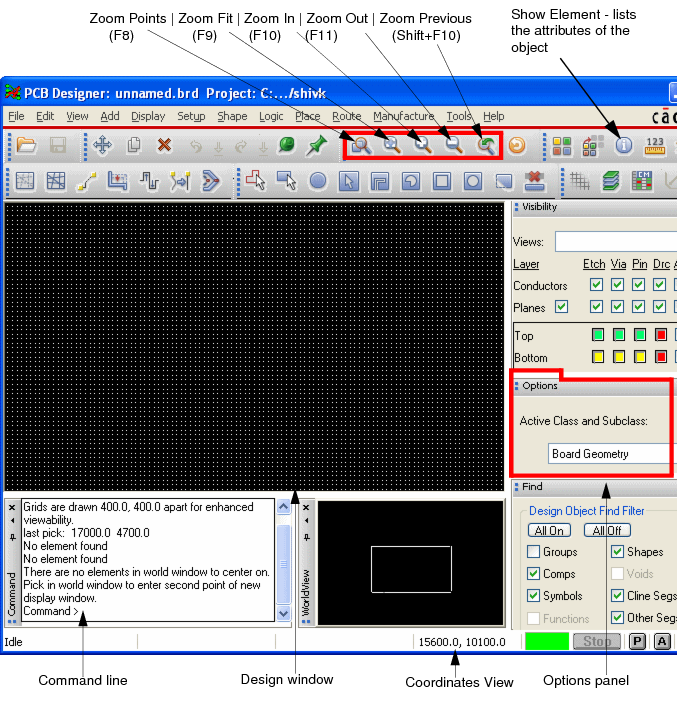 Zoom Points | Zoom Fit | Zoom In | Zoom Out | Zoom Previous
(F8) (F9) (F10) (F11) (Shift+F10)
Show Element - lists
the attributes of the
object
PCB Designer: unnamed.brd Project: C:.../shivk
File Edit View Add Display Setup Shape Logic Place Route Manufacture Tools Help
cād
123
CM
Visibility
Views:
Layer Etch Via Pin Drc A
Conductors
Planes
Top
Bottom
Options
Active Class and Subclass:
Board Geometry
Find
Design Object Find Filter
All On All Off
Groups Shapes
Comps Voids
Symbols Cline Segs
Functions Other Segs
Command
Grids are drawn 400.0, 400.0 apart for enhanced
viewability.
last pick: 17000.0 4700.0
No element found
No element found
There are no elements in world window to center on.
Pick in world window to enter second point of new
display window.
Command >
WorldView
Idle 15600.0, 10100.0 Stop P A
Command line
Design window
Coordinates View
Options panel